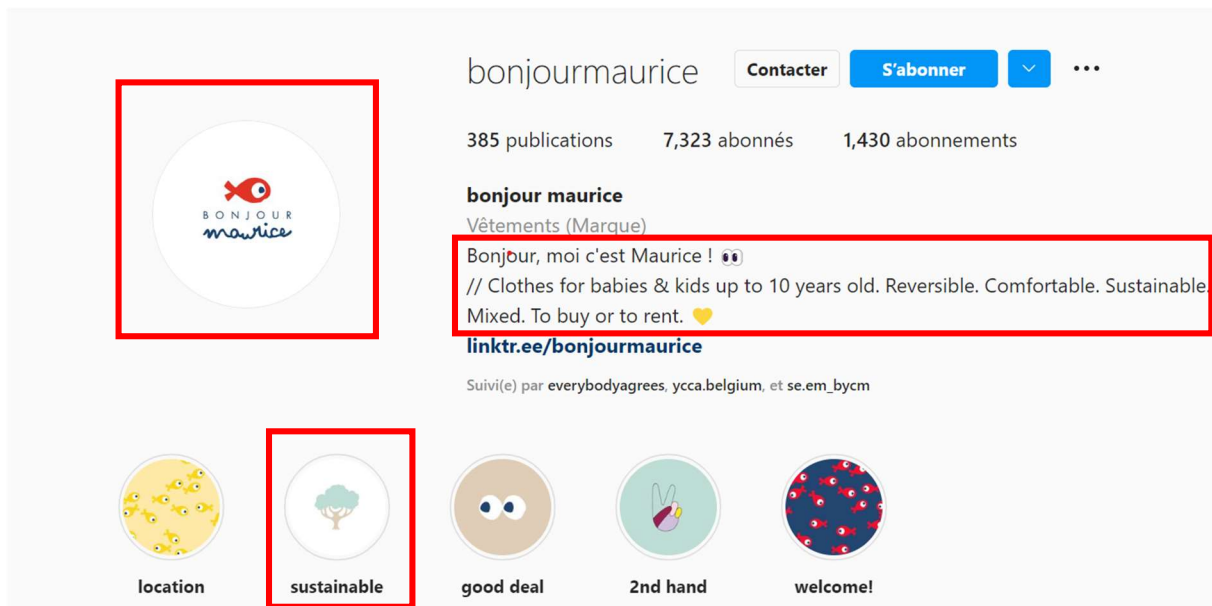 bonjourmaurice Contacter S'abonner
385 publications 7,323 abonnés 1,430 abonnements
BONJOUR
maurice
bonjour maurice
Vêtements (Marque)
Bonjour, moi c'est Maurice ! 👀
// Clothes for babies & kids up to 10 years old. Reversible. Comfortable. Sustainable.
Mixed. To buy or to rent. 💛
linktr.ee/bonjourmaurice
Suivi(e) par everybodyagrees, ycca.belgium, et se.em_bycm
location sustainable good deal 2nd hand welcome!